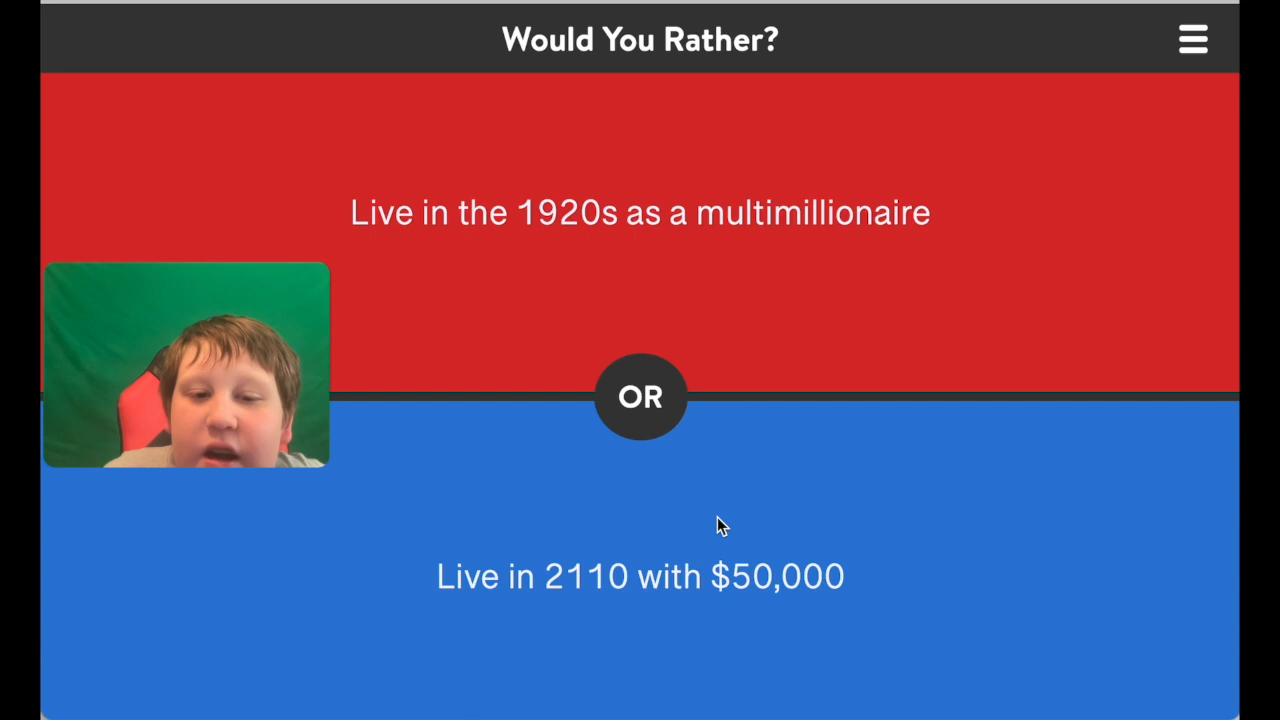 Would You Rather?
Live in the 1920s as a multimillionaire
OR
Live in 2110 with $50,000